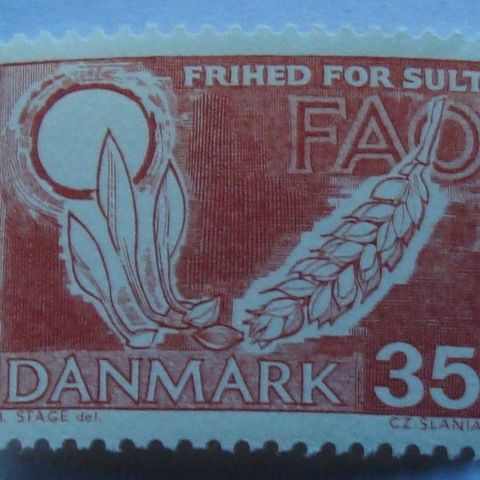 FRIHED FOR SULT
FAO
DANMARK 35
STAGE del. CZ SLANIA